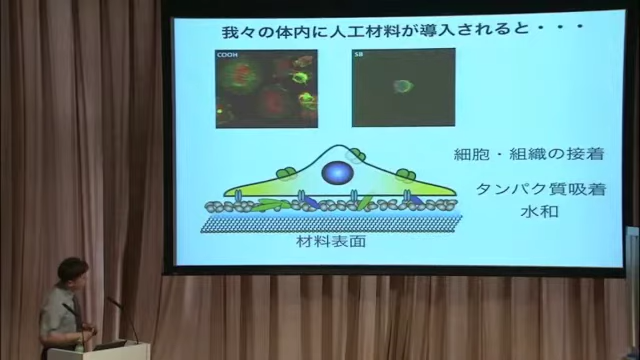 我々の体内に人工材料が導入されると・・・
COOH
SB
細胞・組織の接着
タンパク質吸着
水和
材料表面